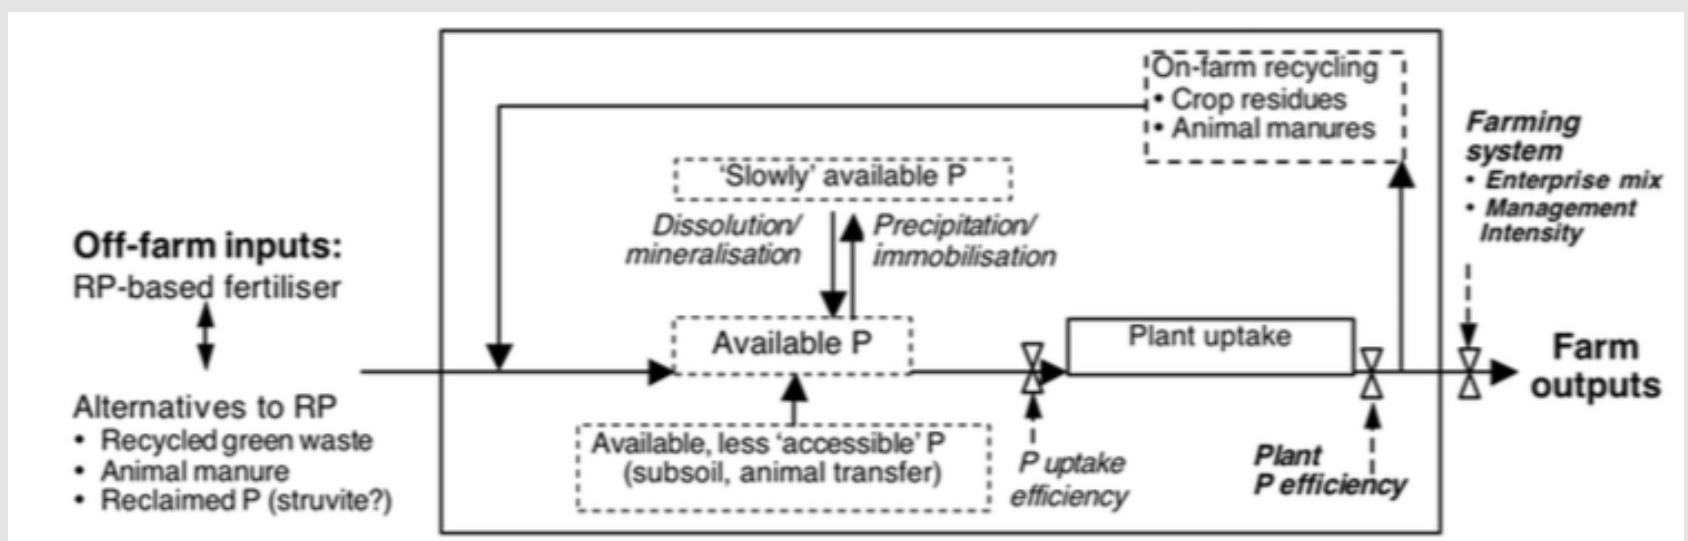 On-farm recycling
• Crop residues
• Animal manures
Farming
system
• Enterprise mix
• Management
Intensity
'Slowly' available P
Dissolution/
mineralisation
Precipitation/
immobilisation
Off-farm inputs:
RP-based fertiliser
Available P
Plant uptake
Farm
outputs
Alternatives to RP
• Recycled green waste
• Animal manure
• Reclaimed P (struvite?)
Available, less 'accessible' P
(subsoil, animal transfer)
P uptake
efficiency
Plant
P efficiency